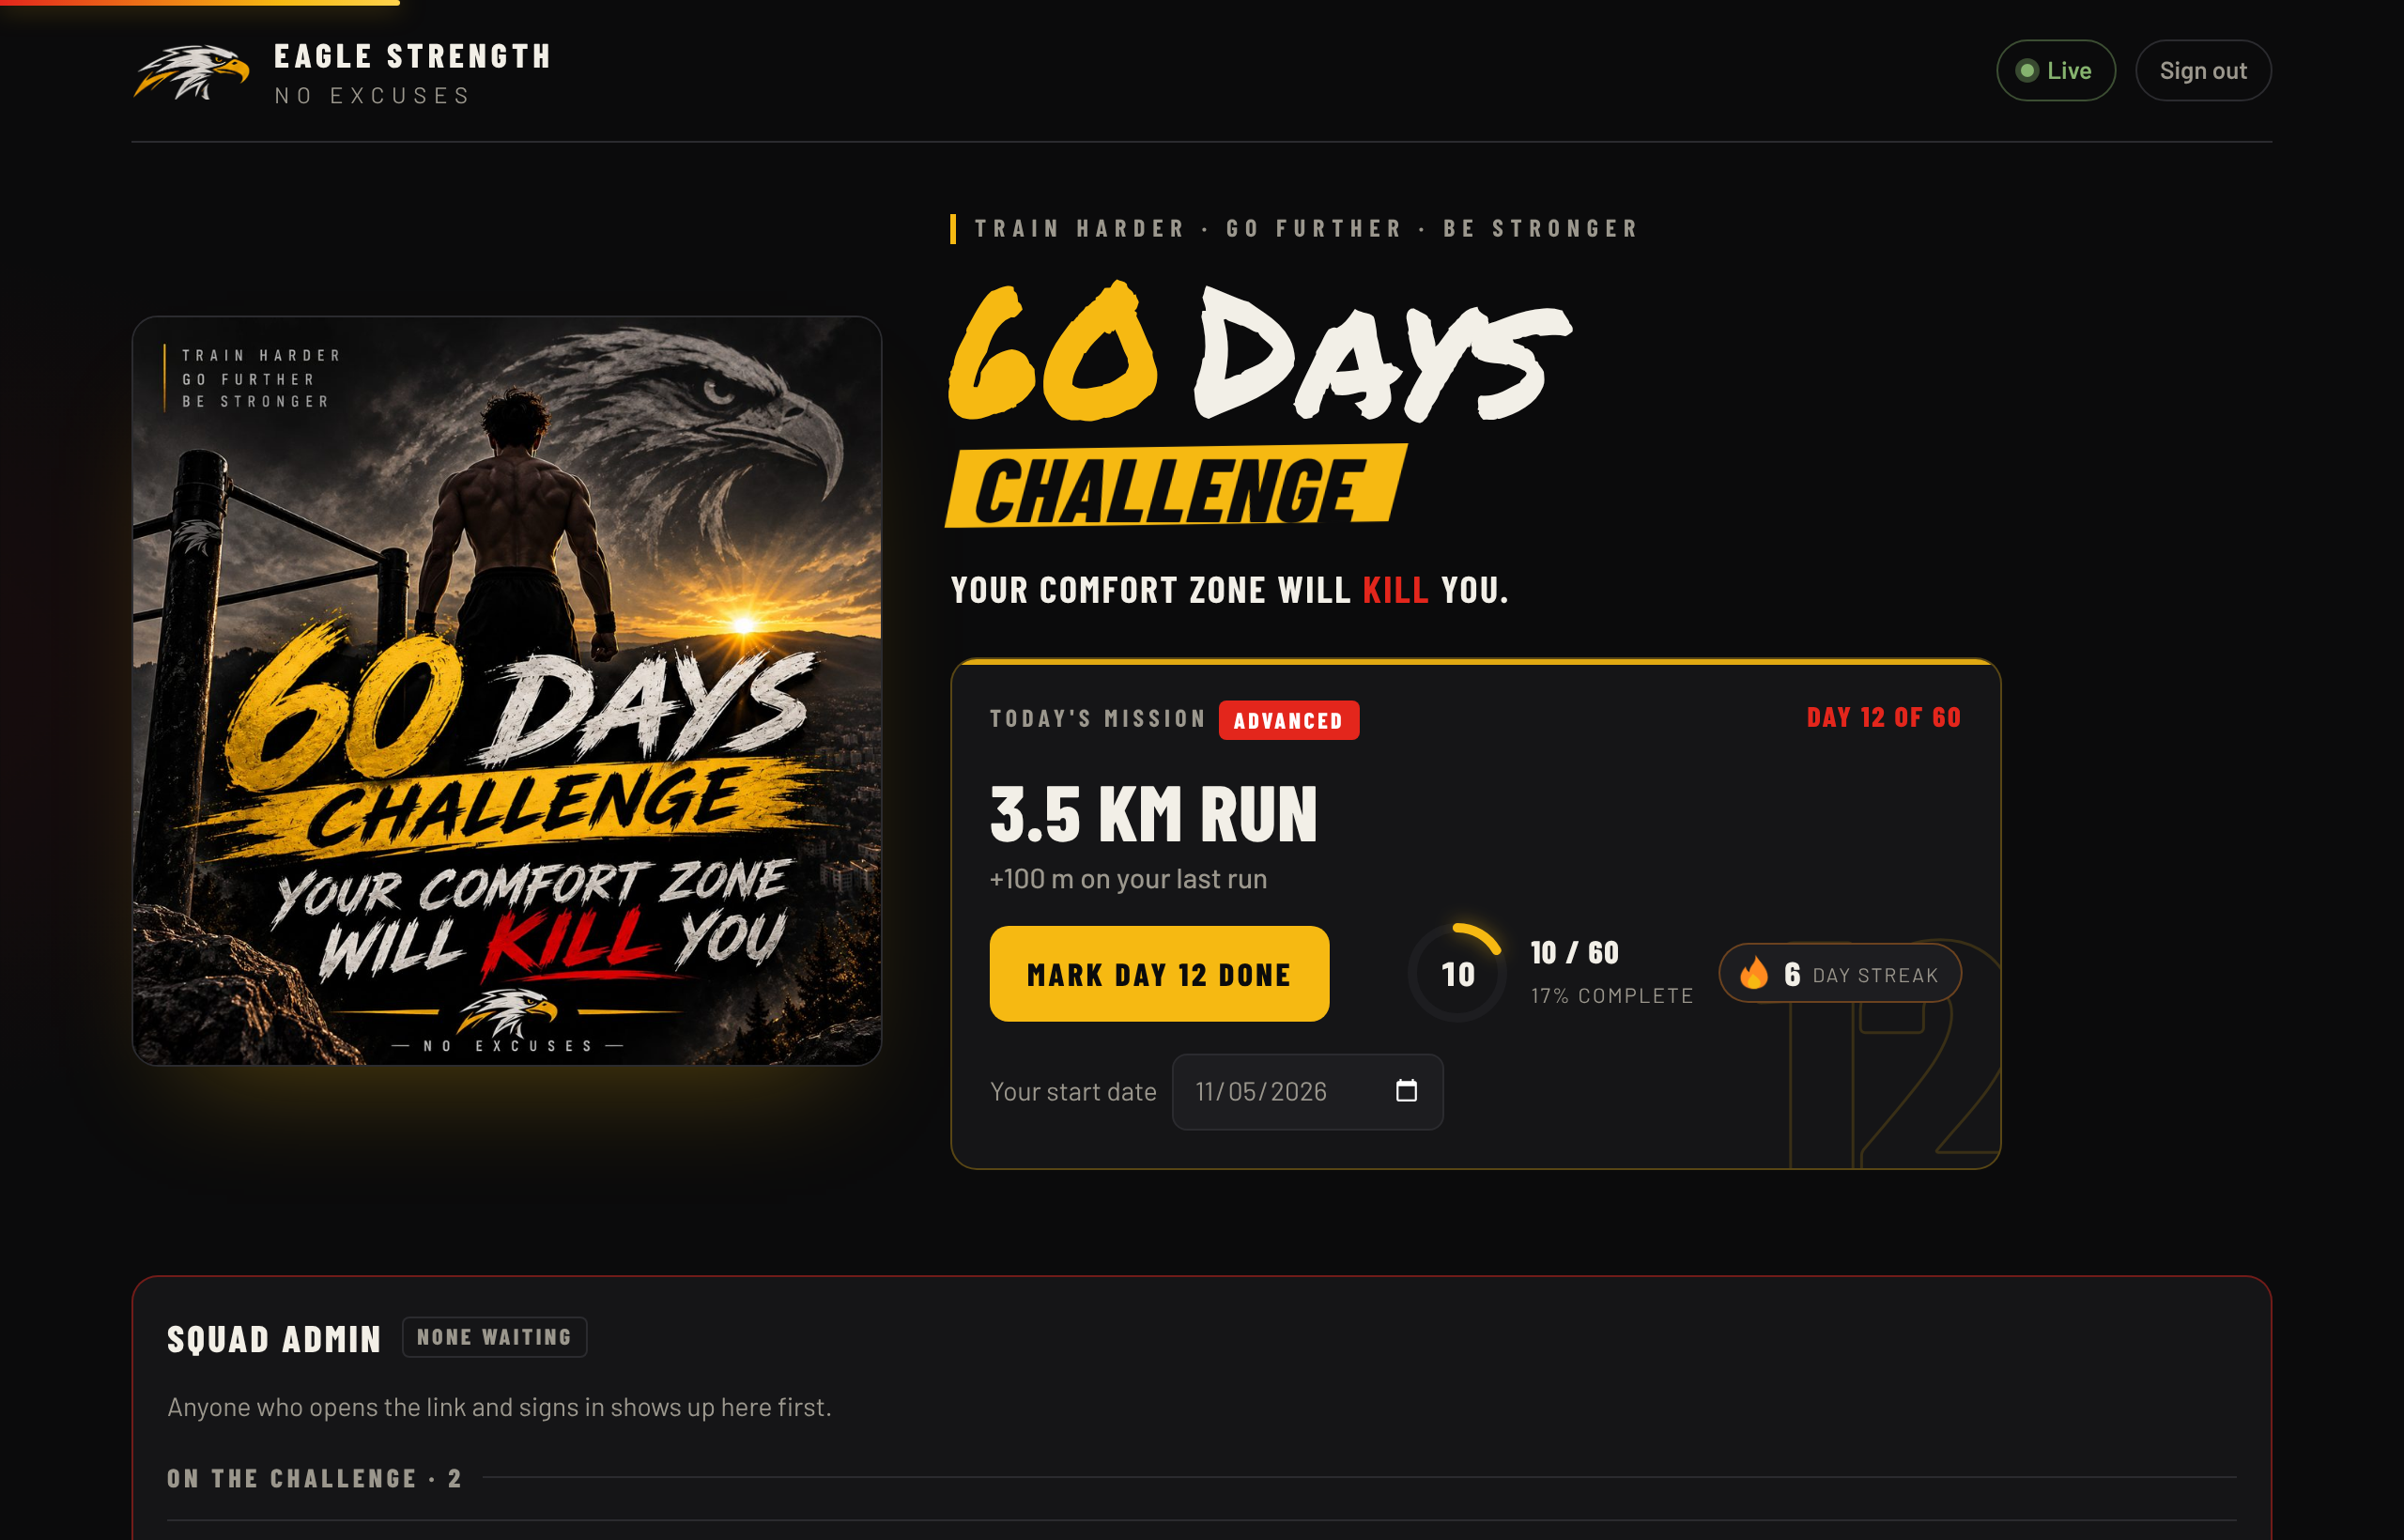 EAGLE STRENGTH
NO EXCUSES
Live
Sign out
TRAIN HARDER · GO FURTHER · BE STRONGER
60 DAYS
CHALLENGE
YOUR COMFORT ZONE WILL KILL YOU.
TRAIN HARDER
GO FURTHER
BE STRONGER
60 DAYS
CHALLENGE
YOUR COMFORT ZONE
WILL KILL YOU
— NO EXCUSES —
TODAY'S MISSION ADVANCED
DAY 12 OF 60
3.5 KM RUN
+100 m on your last run
MARK DAY 12 DONE
10
10 / 60
17% COMPLETE
6 DAY STREAK
Your start date 11/05/2026
12
SQUAD ADMIN NONE WAITING
Anyone who opens the link and signs in shows up here first.
ON THE CHALLENGE · 2